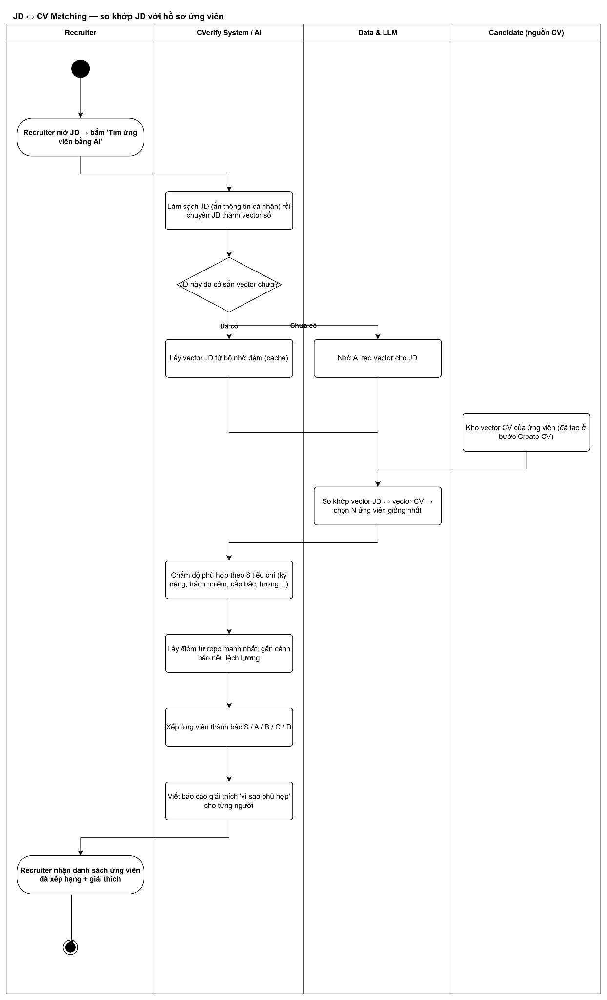 JD ↔ CV Matching — so khớp JD với hồ sơ ứng viên
Recruiter
CVerify System / AI
Data & LLM
Candidate (nguồn CV)
Recruiter mở JD → bấm 'Tìm ứng
viên bằng AI'
Làm sạch JD (ẩn thông tin cá nhân) rồi
chuyển JD thành vector số
JD này đã có sẵn vector chưa?
Đã có
Chưa có
Lấy vector JD từ bộ nhớ đệm (cache)
Nhờ AI tạo vector cho JD
Kho vector CV của ứng viên (đã tạo ở
bước Create CV)
So khớp vector JD ↔ vector CV →
chọn N ứng viên giống nhất
Chấm độ phù hợp theo 8 tiêu chí (kỹ
năng, trách nhiệm, cấp bậc, lương…)
Lấy điểm từ repo mạnh nhất; gắn cảnh
báo nếu lệch lương
Xếp ứng viên thành bậc S / A / B / C / D
Viết báo cáo giải thích 'vì sao phù hợp'
cho từng người
Recruiter nhận danh sách ứng viên
đã xếp hạng + giải thích